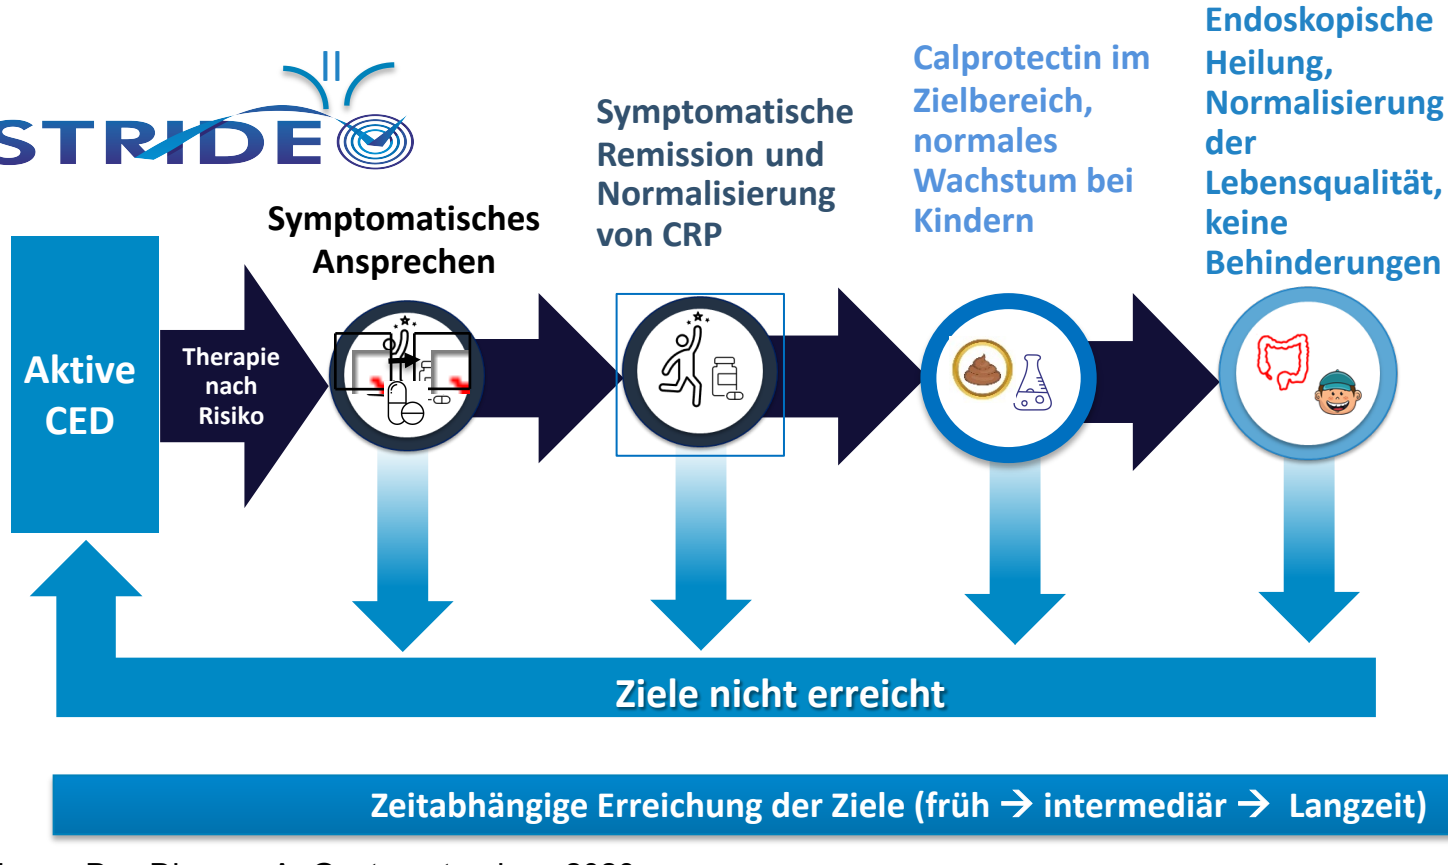 II
STRIDE
Symptomatisches
Ansprechen
Symptomatische
Remission und
Normalisierung
von CRP
Calprotectin im
Zielbereich,
normales
Wachstum bei
Kindern
Endoskopische
Heilung,
Normalisierung
der
Lebensqualität,
keine
Behinderungen
Aktive
CED
Therapie
nach
Risiko
Ziele nicht erreicht
Zeitabhängige Erreichung der Ziele (früh → intermediär → Langzeit)